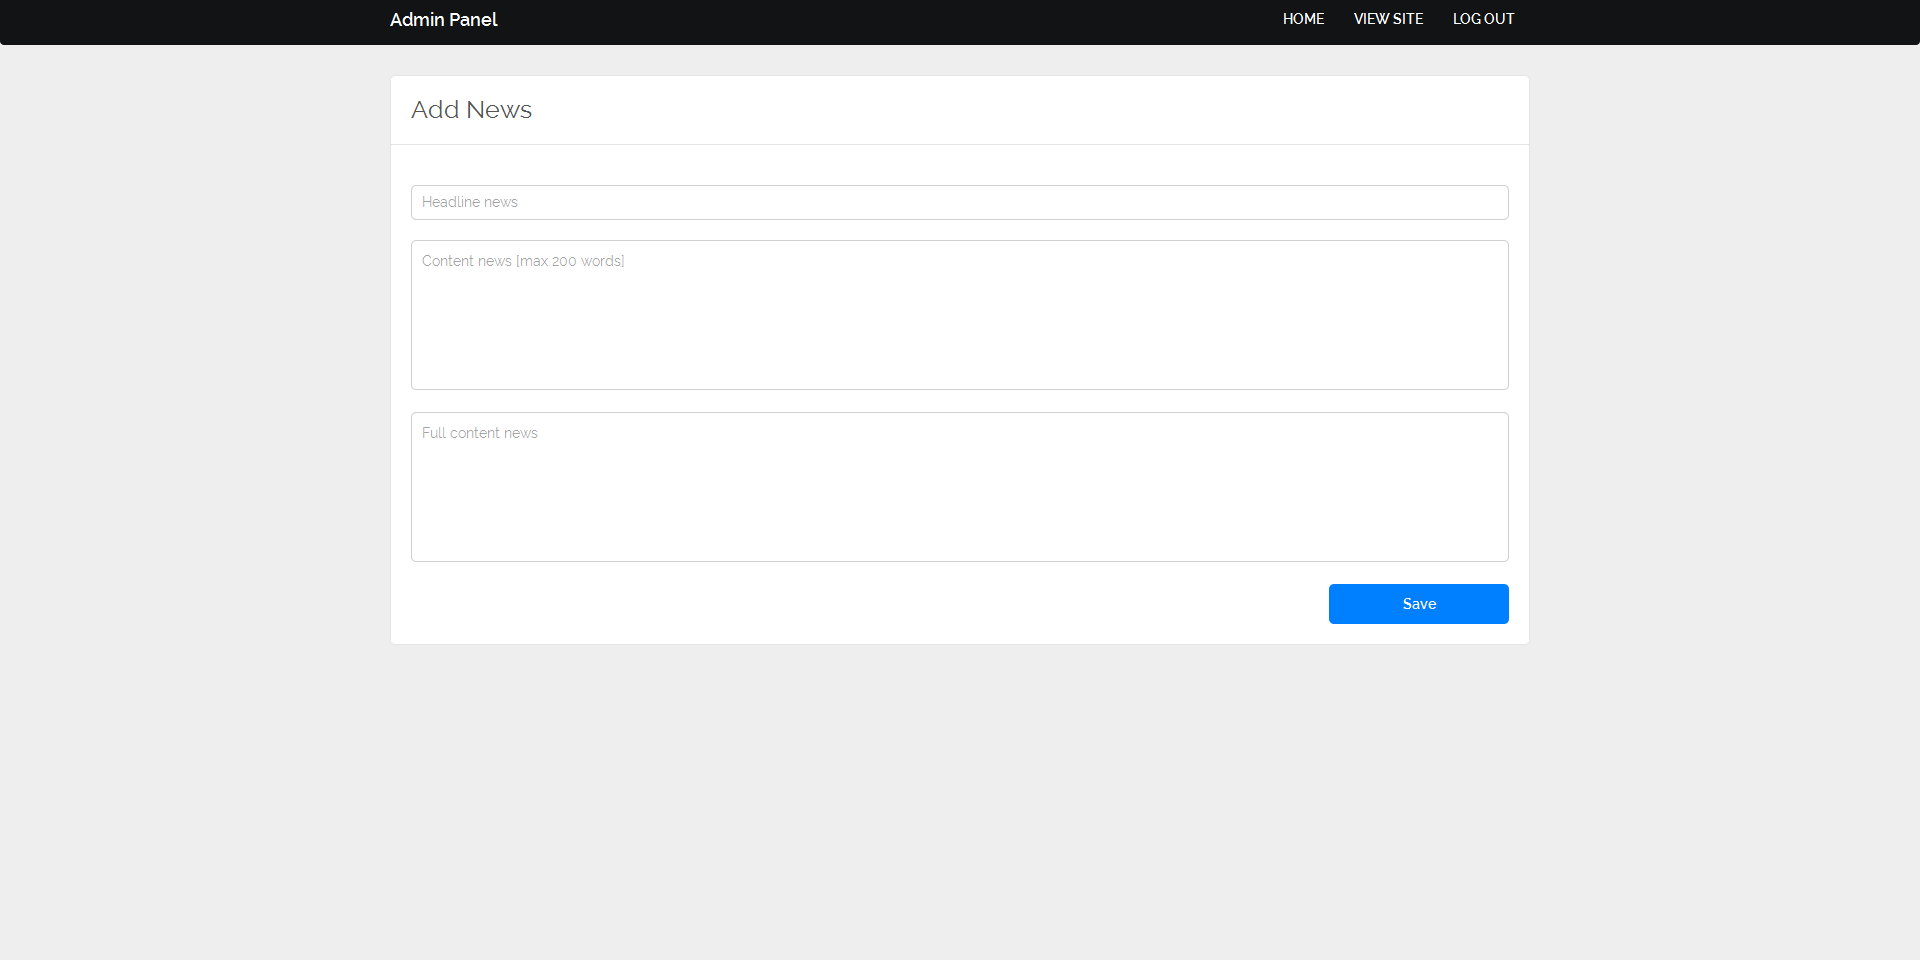 Admin Panel
HOME VIEW SITE LOG OUT
Add News
Headline news
Content news [max 200 words]
Full content news
Save